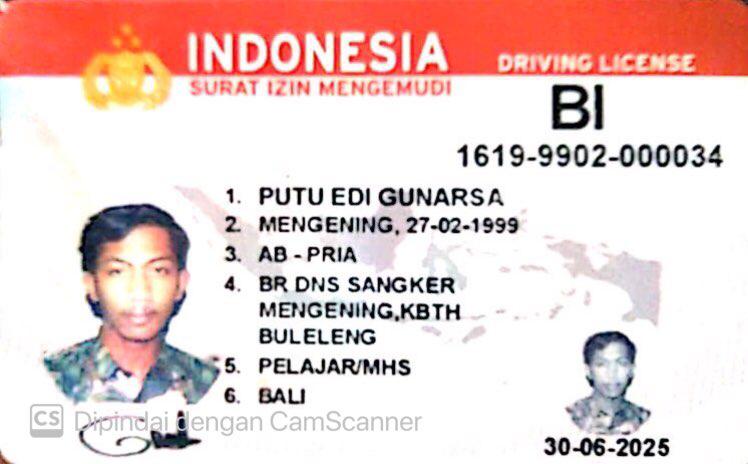 INDONESIA
SURAT IZIN MENGEMUDI
DRIVING LICENSE
BI
1619-9902-000034
1. PUTU EDI GUNARSA
2. MENGENING, 27-02-1999
3. AB - PRIA
4. BR DNS SANGKER
MENGENING,KBTH
BULELENG
5. PELAJAR/MHS
6. BALI
CS Dipindai dengan CamScanner
30-06-2025